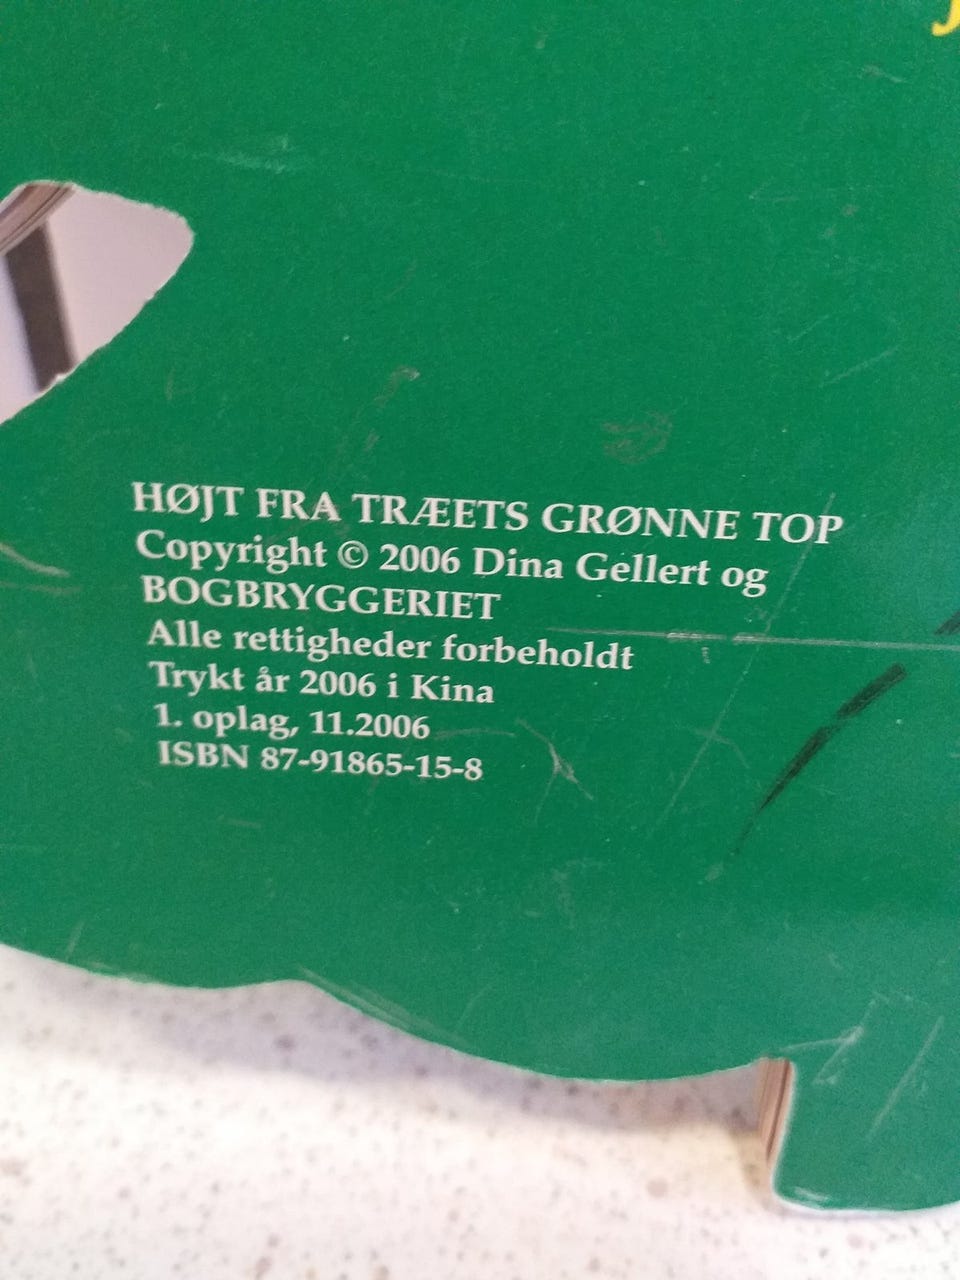 HØJT FRA TRÆETS GRØNNE TOP
Copyright © 2006 Dina Gellert og
BOGBRYGGERIET
Alle rettigheder forbeholdt
Trykt år 2006 i Kina
1. oplag, 11.2006
ISBN 87-91865-15-8